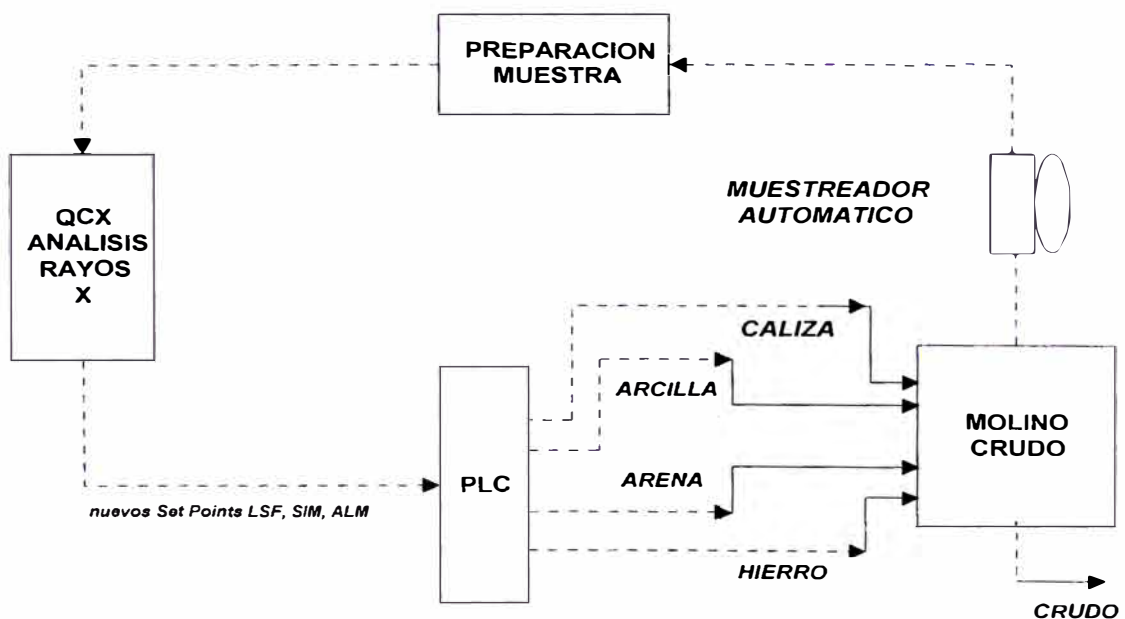 PREPARACION
MUESTRA
MUESTREADOR
AUTOMATICO
QCX
ANALISIS
RAYOS
X
CALIZA
ARCILLA
MOLINO
CRUDO
PLC
ARENA
nuevos Set Points LSF, SIM, ALM
HIERRO
CRUDO